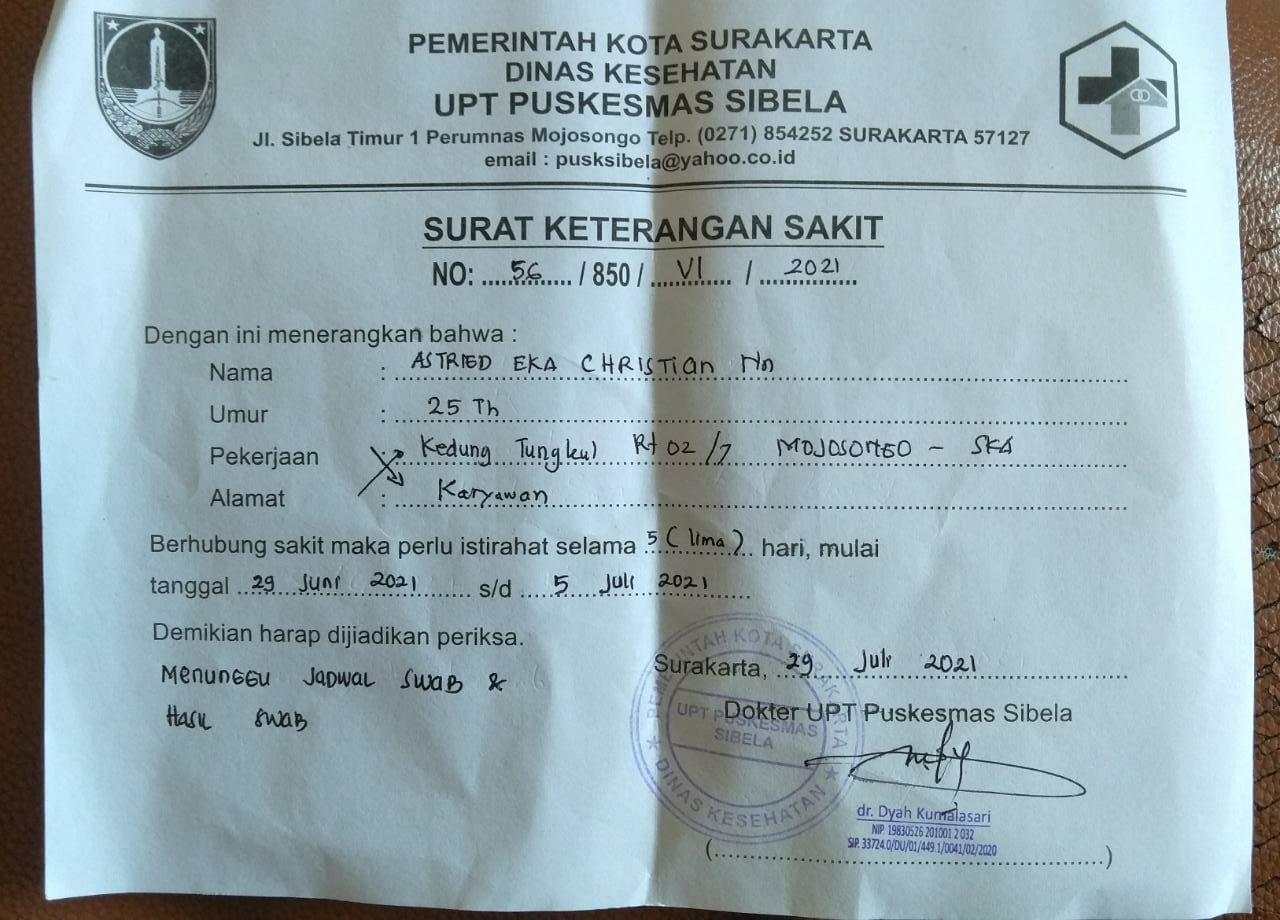 PEMERINTAH KOTA SURAKARTA
DINAS KESEHATAN
UPT PUSKESMAS SIBELA
Jl. Sibela Timur 1 Perumnas Mojosongo Telp. (0271) 854252 SURAKARTA 57127
email : pusksibela@yahoo.co.id
SURAT KETERANGAN SAKIT
NO: 56 / 850 / VI / 2021
Dengan ini menerangkan bahwa :
Nama : ASTRIED EKA CHRISTIAN
Umur : 25 Th
Pekerjaan : Kedung Tungkul Rt 02/7 MOJOSONGO - SKA
Alamat : Karyawan
Berhubung sakit maka perlu istirahat selama 5 (lima) hari, mulai
tanggal 29 Juni 2021 s/d 5 Juli 2021
Demikian harap dijiadikan periksa.
MENUNGGU JADWAL SWAB &
HASIL SWAB
Surakarta, 29 Juli 2021
Dokter UPT Puskesmas Sibela
PEMERINTAH KOTA SURAKARTA
UPT PUSKESMAS
SIBELA
DINAS KESEHATAN
dr. Dyah Kumalasari
NIP 19830526 201001 2 032
SIP. 33724.0/DU/01/449.1/0041/02/2020
(..........)